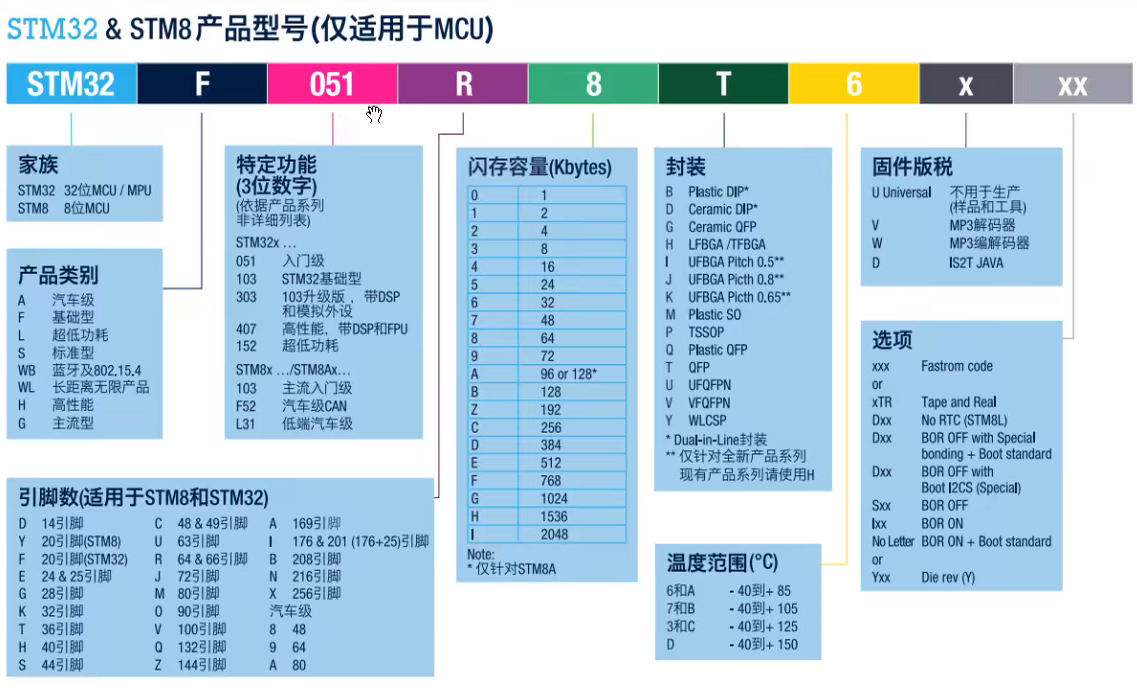 STM32 & STM8产品型号(仅适用于MCU)
STM32 F 051 R 8 T 6 x xx
家族
STM32 32位MCU / MPU
STM8 8位MCU
产品类别
A 汽车级
F 基础型
L 超低功耗
S 标准型
WB 蓝牙及802.15.4
WL 长距离无限产品
H 高性能
G 主流型
特定功能
(3位数字)
(依据产品系列
非详细列表)
STM32x …
051 入门级
103 STM32基础型
303 103升级版，带DSP
和模拟外设
407 高性能，带DSP和FPU
152 超低功耗
STM8x …/STM8Ax…
103 主流入门级
F52 汽车级CAN
L31 低端汽车级
引脚数(适用于STM8和STM32)
D 14引脚 C 48 & 49引脚 A 169引脚
Y 20引脚(STM8) U 63引脚 I 176 & 201 (176+25)引脚
F 20引脚(STM32) R 64 & 66引脚 B 208引脚
E 24 & 25引脚 J 72引脚 N 216引脚
G 28引脚 M 80引脚 X 256引脚
K 32引脚 O 90引脚 汽车级
T 36引脚 V 100引脚 8 48
H 40引脚 Q 132引脚 9 64
S 44引脚 Z 144引脚 A 80
闪存容量(Kbytes)
0 1
1 2
2 4
3 8
4 16
5 24
6 32
7 48
8 64
9 72
A 96 or 128*
B 128
Z 192
C 256
D 384
E 512
F 768
G 1024
H 1536
I 2048
Note:
* 仅针对STM8A
封装
B Plastic DIP*
D Ceramic DIP*
G Ceramic QFP
H LFBGA /TFBGA
I UFBGA Pitch 0.5**
J UFBGA Picth 0.8**
K UFBGA Picth 0.65**
M Plastic SO
P TSSOP
Q Plastic QFP
T QFP
U UFQFPN
V VFQFPN
Y WLCSP
* Dual-in-Line封装
** 仅针对全新产品系列
现有产品系列请使用H
温度范围(°C)
6和A - 40到+ 85
7和B - 40到+ 105
3和C - 40到+ 125
D - 40到+ 150
固件版税
U Universal 不用于生产
(样品和工具)
V MP3解码器
W MP3编解码器
D IS2T JAVA
选项
xxx Fastrom code
or
xTR Tape and Real
Dxx No RTC (STM8L)
Dxx BOR OFF with Special
bonding + Boot standard
Dxx BOR OFF with
Boot I2CS (Special)
Sxx BOR OFF
Ixx BOR ON
No Letter BOR ON + Boot standard
or
Yxx Die rev (Y)